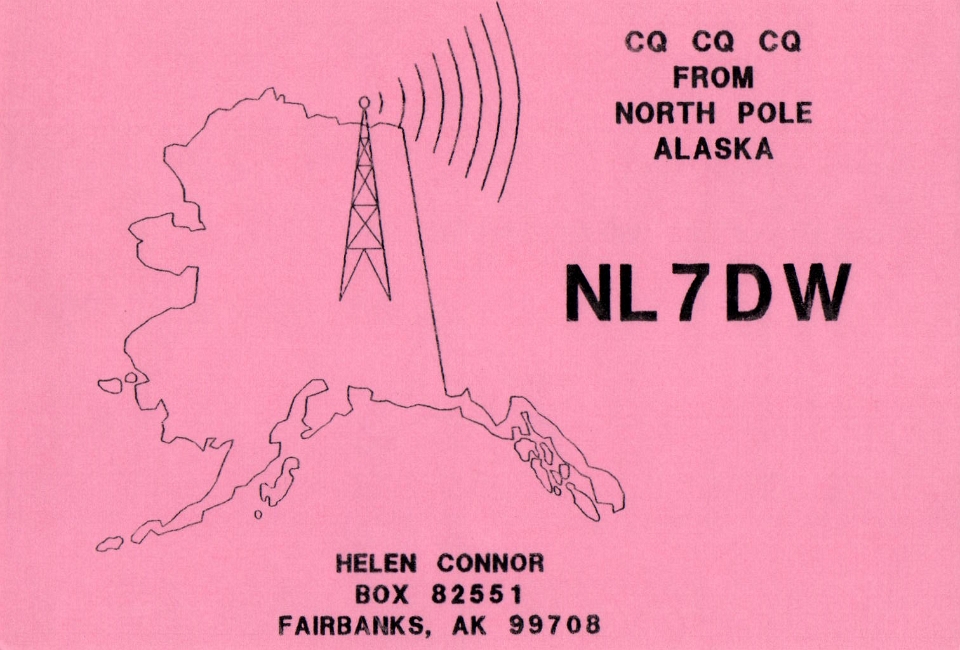 CQ CQ CQ
FROM
NORTH POLE
ALASKA
NL7DW
HELEN CONNOR
BOX 82551
FAIRBANKS, AK 99708